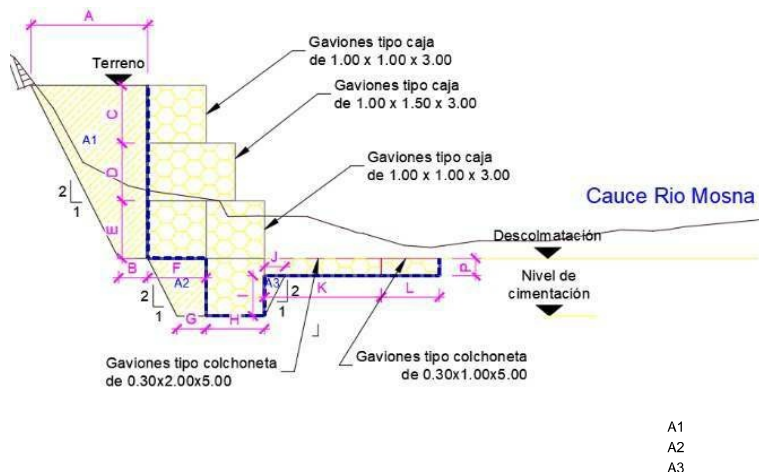 A
Gaviones tipo caja
de 1.00 x 1.00 x 3.00
Terreno
Gaviones tipo caja
de 1.00 x 1.50 x 3.00
C
A1
Gaviones tipo caja
de 1.00 x 1.00 x 3.00
D
2
1
Cauce Rio Mosna
E
Descolmatación
B
F
J
P
A2
A3
2
1
I
2
1
K
L
Nivel de
cimentación
G
H
Gaviones tipo colchoneta
de 0.30x2.00x5.00
Gaviones tipo colchoneta
de 0.30x1.00x5.00
A1
A2
A3